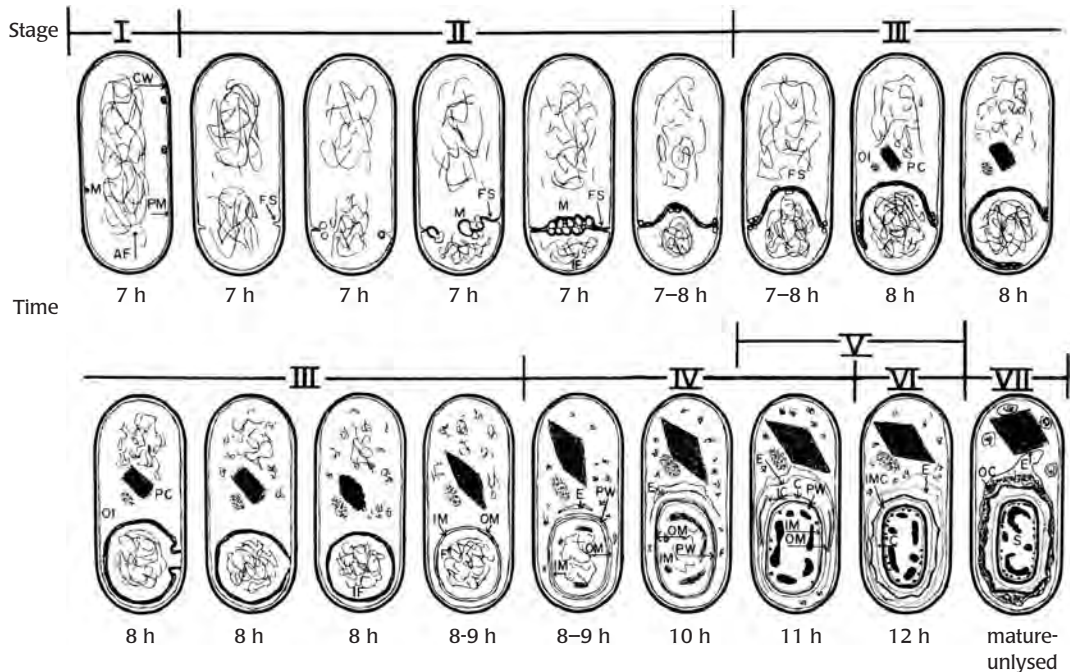 Stage I II III
CW
M
PM
AF
FS
M FS
M FS
IF
FS
OI PC
7 h 7 h 7 h 7 h 7 h 7–8 h 7–8 h 8 h 8 h
Time
V
III IV VI VII
PC
OI
IF
IM OM
E PW
OM
IM
E
OM
IM PW
E
IC C PW
IM
OM
E
IMC
C
OC E
S
8 h 8 h 8 h 8-9 h 8–9 h 10 h 11 h 12 h mature-
unlysed